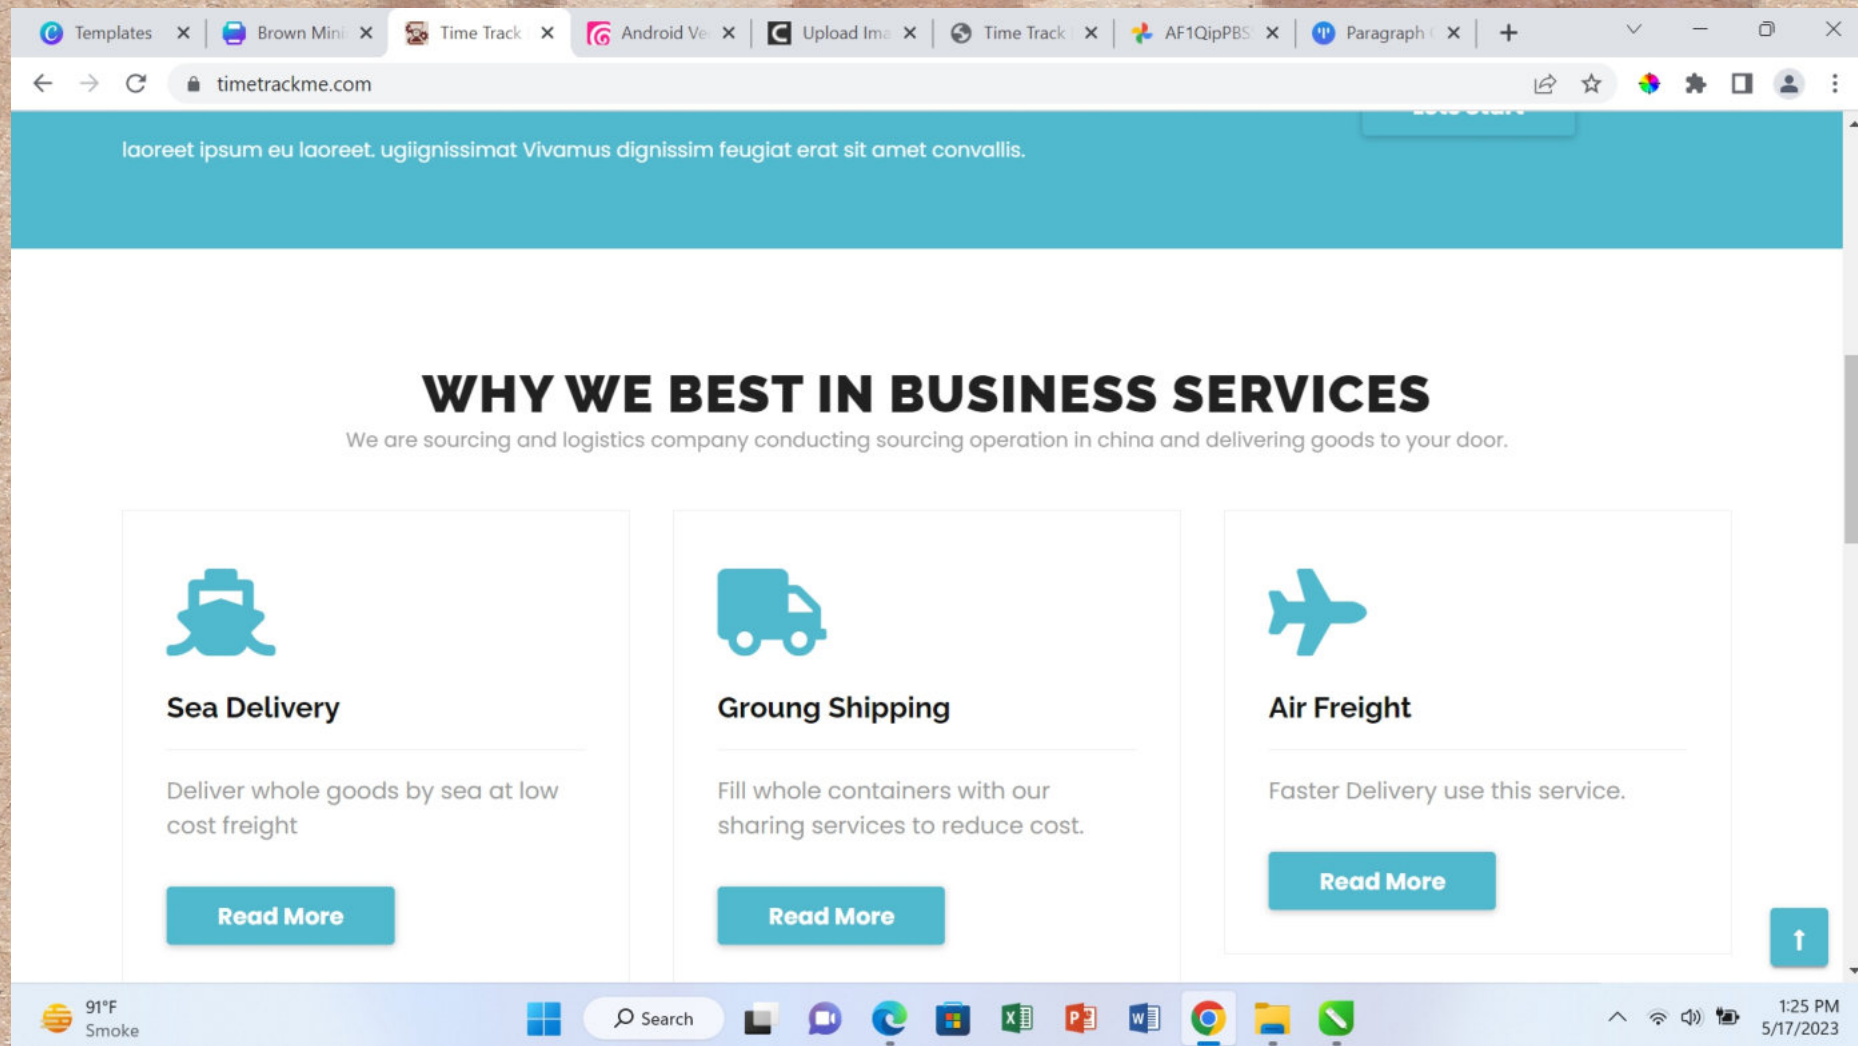 Templates
Brown Mini
Time Track
Android Ve
Upload Ima
Time Track
AF1QipPBS
Paragraph
timetrackme.com
laoreet ipsum eu laoreet. ugiignissimat Vivamus dignissim feugiat erat sit amet convallis.
WHY WE BEST IN BUSINESS SERVICES
We are sourcing and logistics company conducting sourcing operation in china and delivering goods to your door.
Sea Delivery
Deliver whole goods by sea at low
cost freight
Read More
Groung Shipping
Fill whole containers with our
sharing services to reduce cost.
Read More
Air Freight
Faster Delivery use this service.
Read More
91°F
Smoke
Search
1:25 PM
5/17/2023